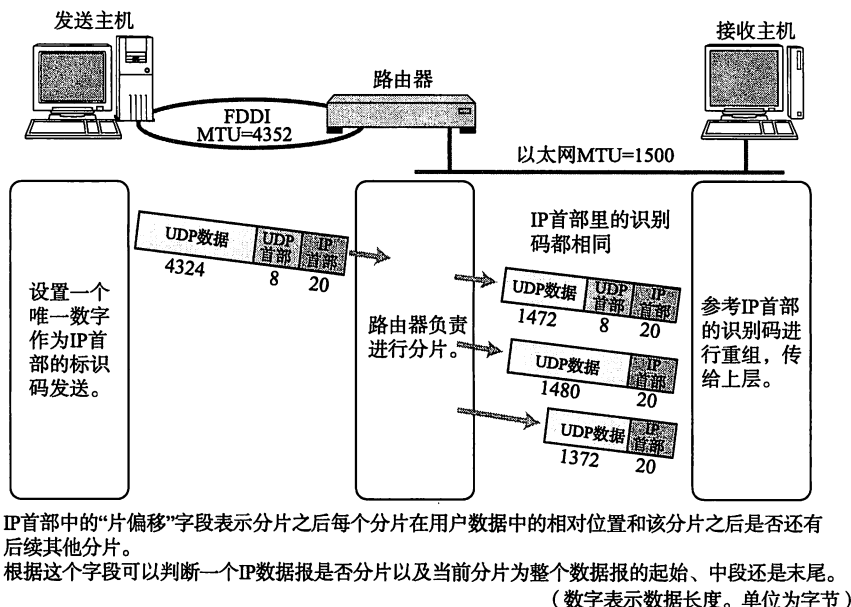 发送主机
接收主机
路由器
FDDI
MTU=4352
以太网MTU=1500
设置一个
唯一数字
作为IP首
部的标识
码发送。
UDP数据
UDP
首部
IP
首部
4324
8
20
路由器负责
进行分片。
IP首部里的识别
码都相同
UDP数据
UDP
首部
IP
首部
1472
8
20
UDP数据
IP
首部
1480
20
UDP数据
IP
首部
1372
20
参考IP首部
的识别码进
行重组，传
给上层。
IP首部中的“片偏移”字段表示分片之后每个分片在用户数据中的相对位置和该分片之后是否还有
后续其他分片。
根据这个字段可以判断一个IP数据报是否分片以及当前分片为整个数据报的起始、中段还是末尾。
（数字表示数据长度。单位为字节）